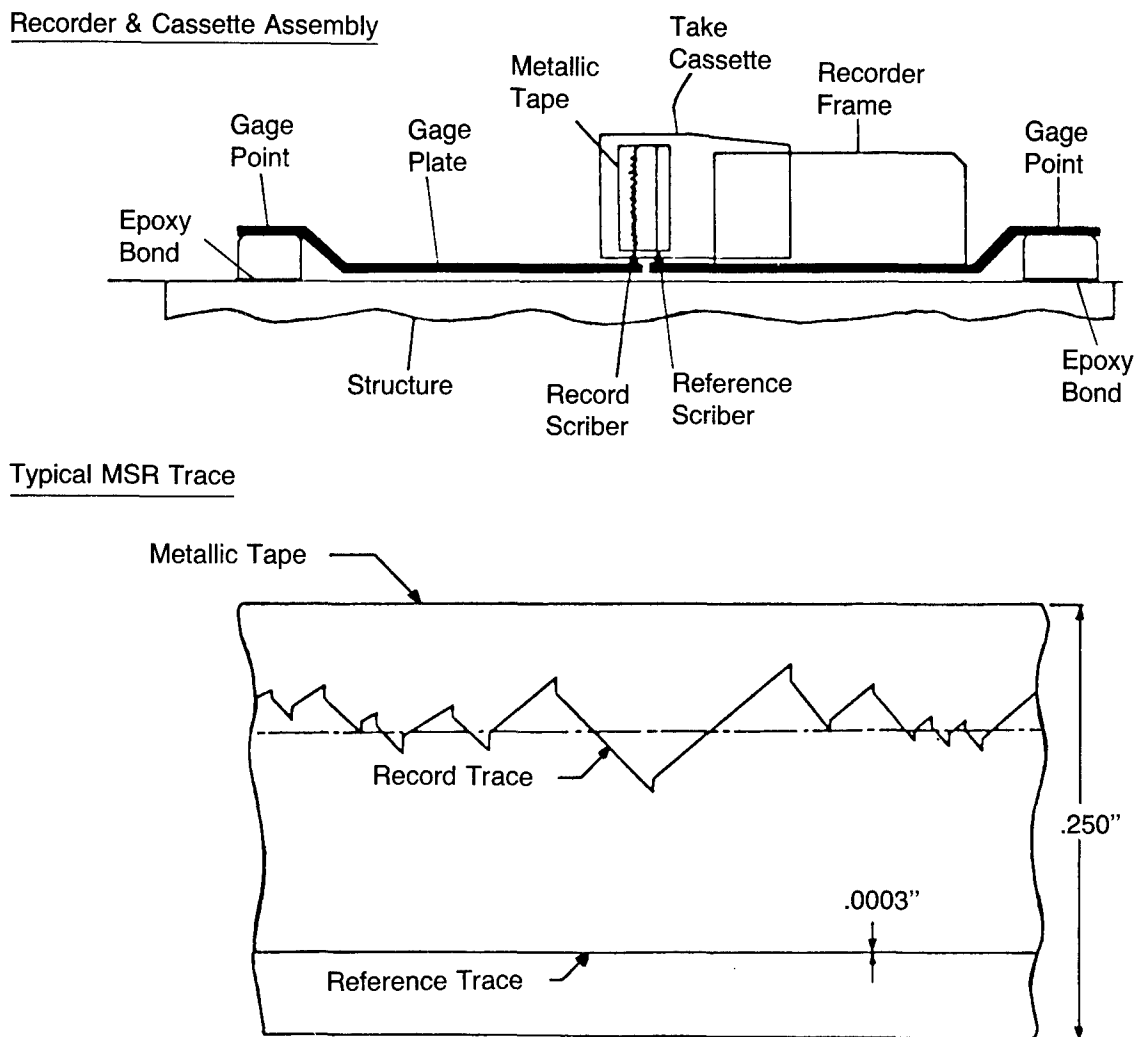 Recorder & Cassette Assembly
Take
Cassette
Metallic
Tape
Recorder
Frame
Gage
Point
Gage
Plate
Gage
Point
Epoxy
Bond
Structure
Record
Scriber
Reference
Scriber
Epoxy
Bond
Typical MSR Trace
Metallic Tape
Record Trace
.250"
.0003"
Reference Trace